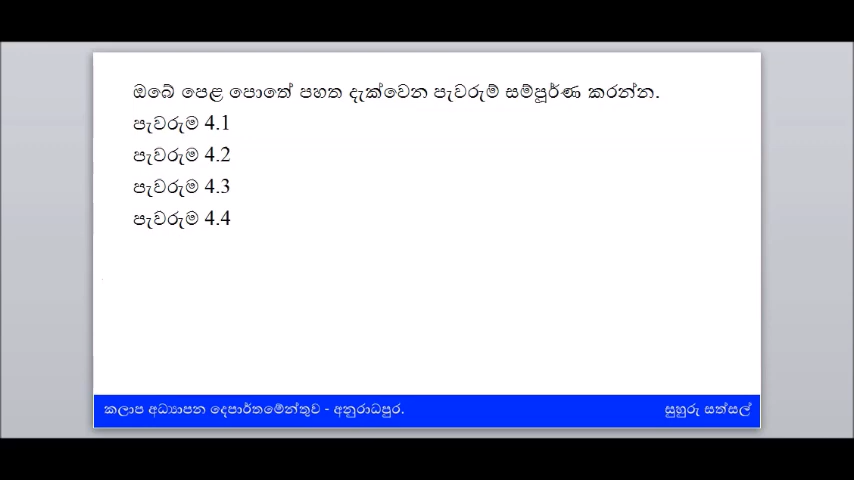 ඔබේ පෙළ පොතේ පහත දැක්වෙන පැවරුම් සම්පූර්ණ කරන්න.
පැවරුම 4.1
පැවරුම 4.2
පැවරුම 4.3
පැවරුම 4.4
කලාප අධ්‍යාපන දෙපාර්තමේන්තුව - අනුරාධපුර.
සුහුරු සත්සල්